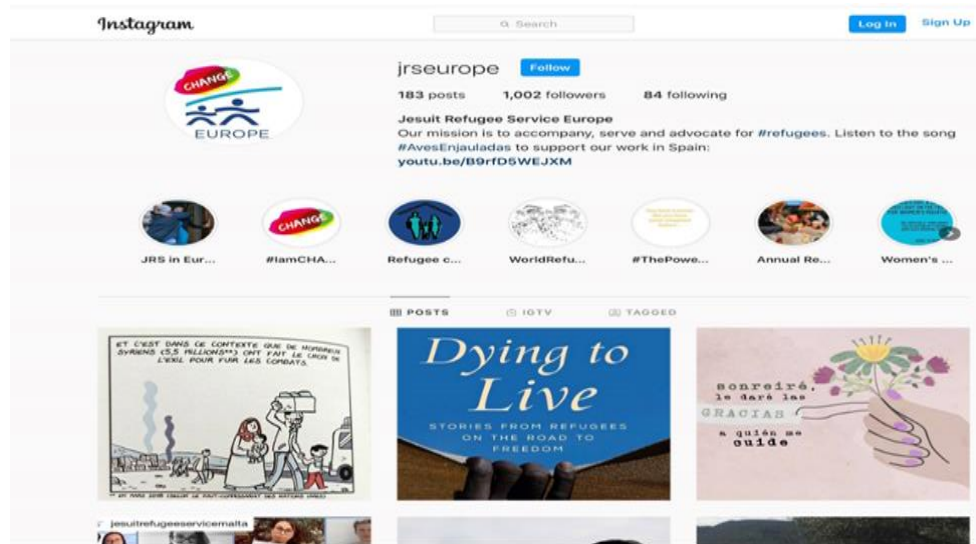 Instagram
Search
Log In
Sign Up
CHANGE
EUROPE
jrseurope
Follow
183 posts
1,002 followers
84 following
Jesuit Refugee Service Europe
Our mission is to accompany, serve and advocate for #refugees. Listen to the song
#AvesEnjauladas to support our work in Spain:
youtu.be/B9rfD5WEJXM
CHANGE
JRS in Eur...
#IamCHA...
Refugee c...
WorldRefu...
#ThePowe...
Annual Re...
Women's ...
POSTS
IGTV
TAGGED
ET C'EST DANS CE CONTEXTE QUE DE NOMBREUX
SYRIENS (5,5 MILLIONS**) ONT FAIT LE CHOIX DE
L'EXIL POUR FUIR LES COMBATS.
Dying to
Live
STORIES FROM REFUGEES
ON THE ROAD TO
FREEDOM
sonreiré,
le daré las
GRACIAS
a quién me
cuide
jesuitrefugeeservicemalta